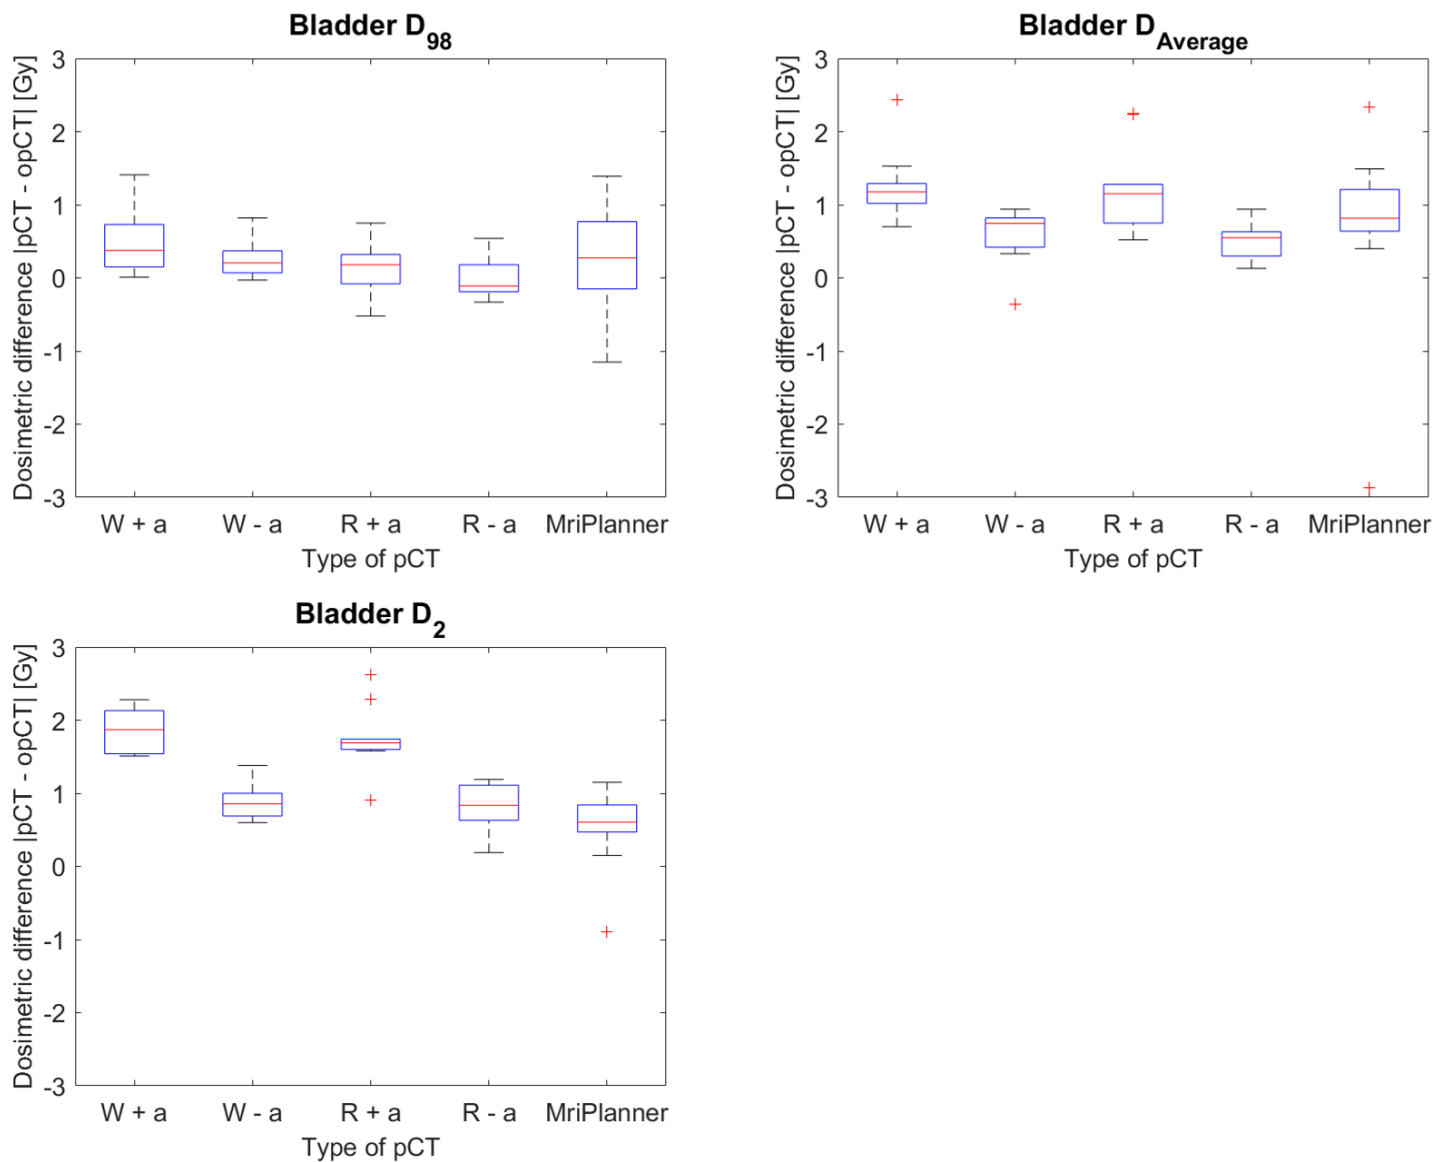 Bladder D98
Dosimetric difference |pCT - opCT| [Gy]
3
2
1
0
-1
-2
-3
W + a W - a R + a R - a MriPlanner
Type of pCT
Bladder DAverage
Dosimetric difference |pCT - opCT| [Gy]
3
2
1
0
-1
-2
-3
W + a W - a R + a R - a MriPlanner
Type of pCT
Bladder D2
Dosimetric difference |pCT - opCT| [Gy]
3
2
1
0
-1
-2
-3
W + a W - a R + a R - a MriPlanner
Type of pCT